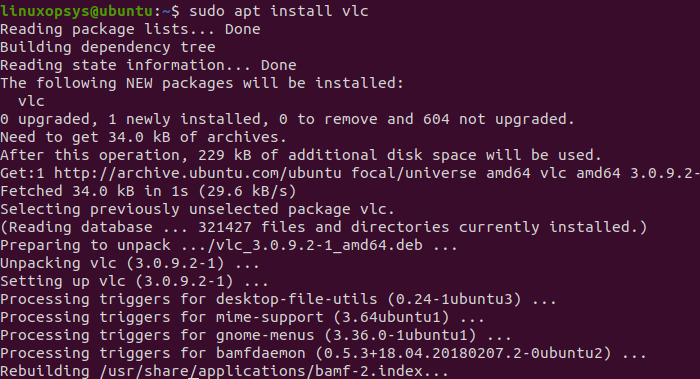 linuxopsys@ubuntu:~$ sudo apt install vlc
Reading package lists... Done
Building dependency tree
Reading state information... Done
The following NEW packages will be installed:
  vlc
0 upgraded, 1 newly installed, 0 to remove and 604 not upgraded.
Need to get 34.0 kB of archives.
After this operation, 229 kB of additional disk space will be used.
Get:1 http://archive.ubuntu.com/ubuntu focal/universe amd64 vlc amd64 3.0.9.2-
Fetched 34.0 kB in 1s (29.6 kB/s)
Selecting previously unselected package vlc.
(Reading database ... 321427 files and directories currently installed.)
Preparing to unpack .../vlc_3.0.9.2-1_amd64.deb ...
Unpacking vlc (3.0.9.2-1) ...
Setting up vlc (3.0.9.2-1) ...
Processing triggers for desktop-file-utils (0.24-1ubuntu3) ...
Processing triggers for mime-support (3.64ubuntu1) ...
Processing triggers for gnome-menus (3.36.0-1ubuntu1) ...
Processing triggers for bamfdaemon (0.5.3+18.04.20180207.2-0ubuntu2) ...
Rebuilding /usr/share/applications/bamf-2.index...